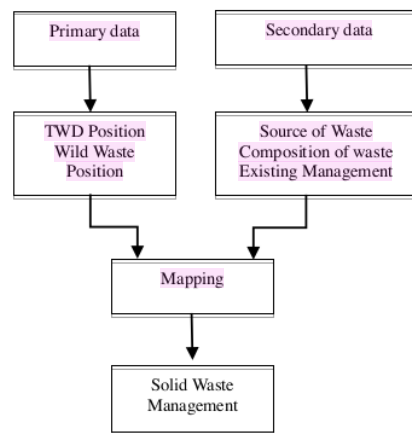 Primary data
Secondary data
TWD Position
Wild Waste
Position
Source of Waste
Composition of waste
Existing Management
Mapping
Solid Waste
Management